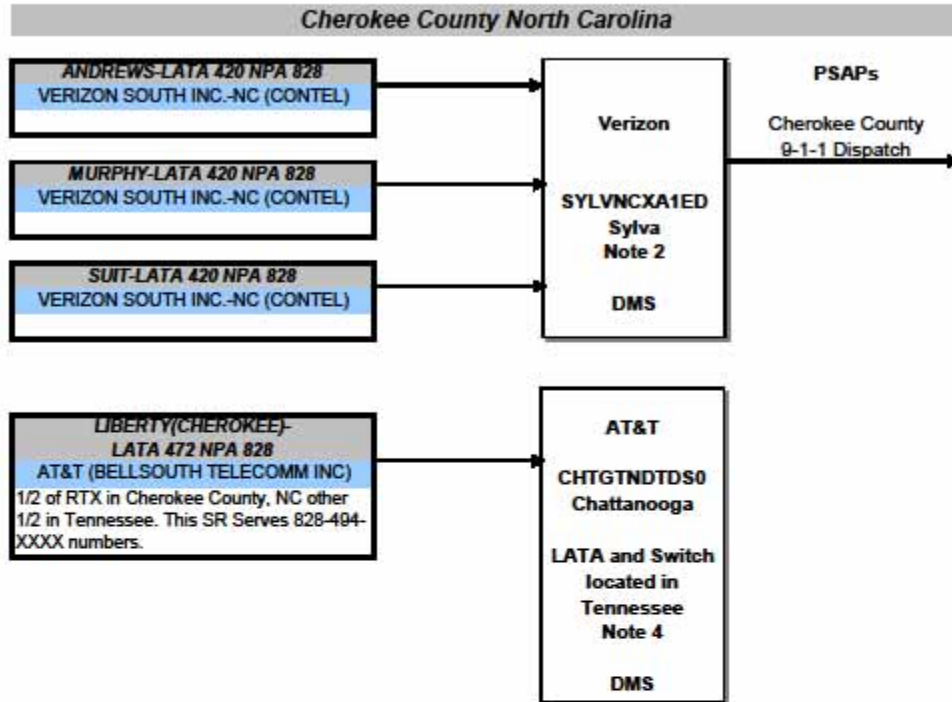 Cherokee County North Carolina
ANDREWS-LATA 420 NPA 828
VERIZON SOUTH INC.-NC (CONTEL)
MURPHY-LATA 420 NPA 828
VERIZON SOUTH INC.-NC (CONTEL)
SUIT-LATA 420 NPA 828
VERIZON SOUTH INC.-NC (CONTEL)
Verizon
SYLVNCXA1ED
Sylva
Note 2
DMS
PSAPs
Cherokee County
9-1-1 Dispatch
LIBERTY(CHEROKEE)-
LATA 472 NPA 828
AT&T (BELLSOUTH TELECOMM INC)
1/2 of RTX in Cherokee County, NC other
1/2 in Tennessee. This SR Serves 828-494-
XXXX numbers.
AT&T
CHTGTNDTDS0
Chattanooga
LATA and Switch
located in
Tennessee
Note 4
DMS